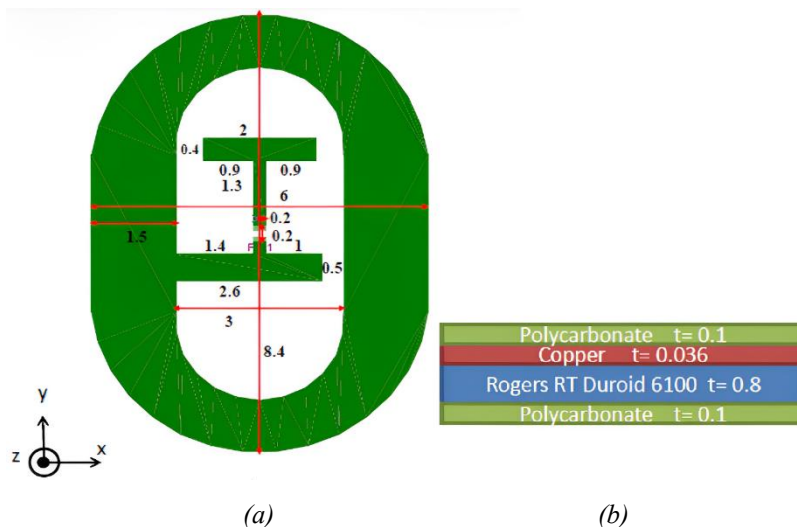 2
0.4
0.9 0.9
1.3
6
0.2
0.2
1.5
1.4 1
0.5
2.6
3
8.4
y
z x
Polycarbonate t= 0.1
Copper t= 0.036
Rogers RT Duroid 6100 t= 0.8
Polycarbonate t= 0.1
(a) (b)